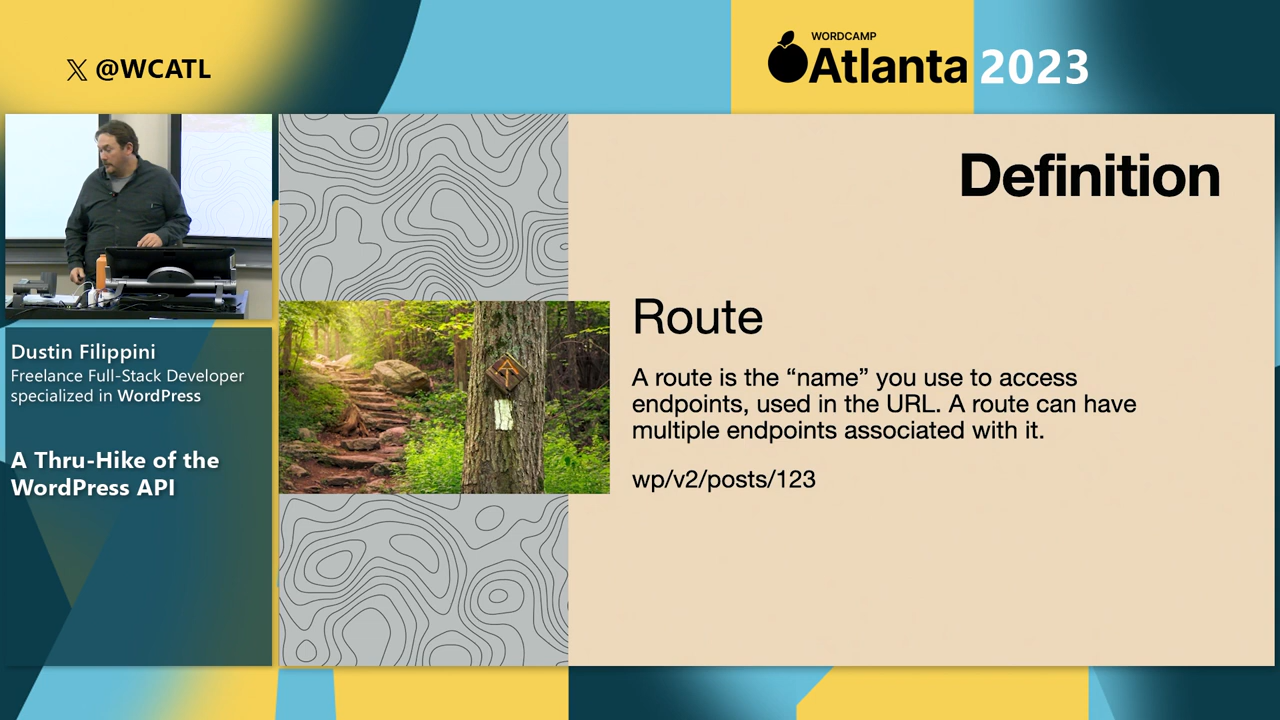 𝕏 @WCATL
WORDCAMP
Atlanta 2023
Dustin Filippini
Freelance Full-Stack Developer
specialized in WordPress
A Thru-Hike of the
WordPress API
Definition
Route
A route is the “name” you use to access
endpoints, used in the URL. A route can have
multiple endpoints associated with it.
wp/v2/posts/123